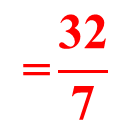 = 32/7